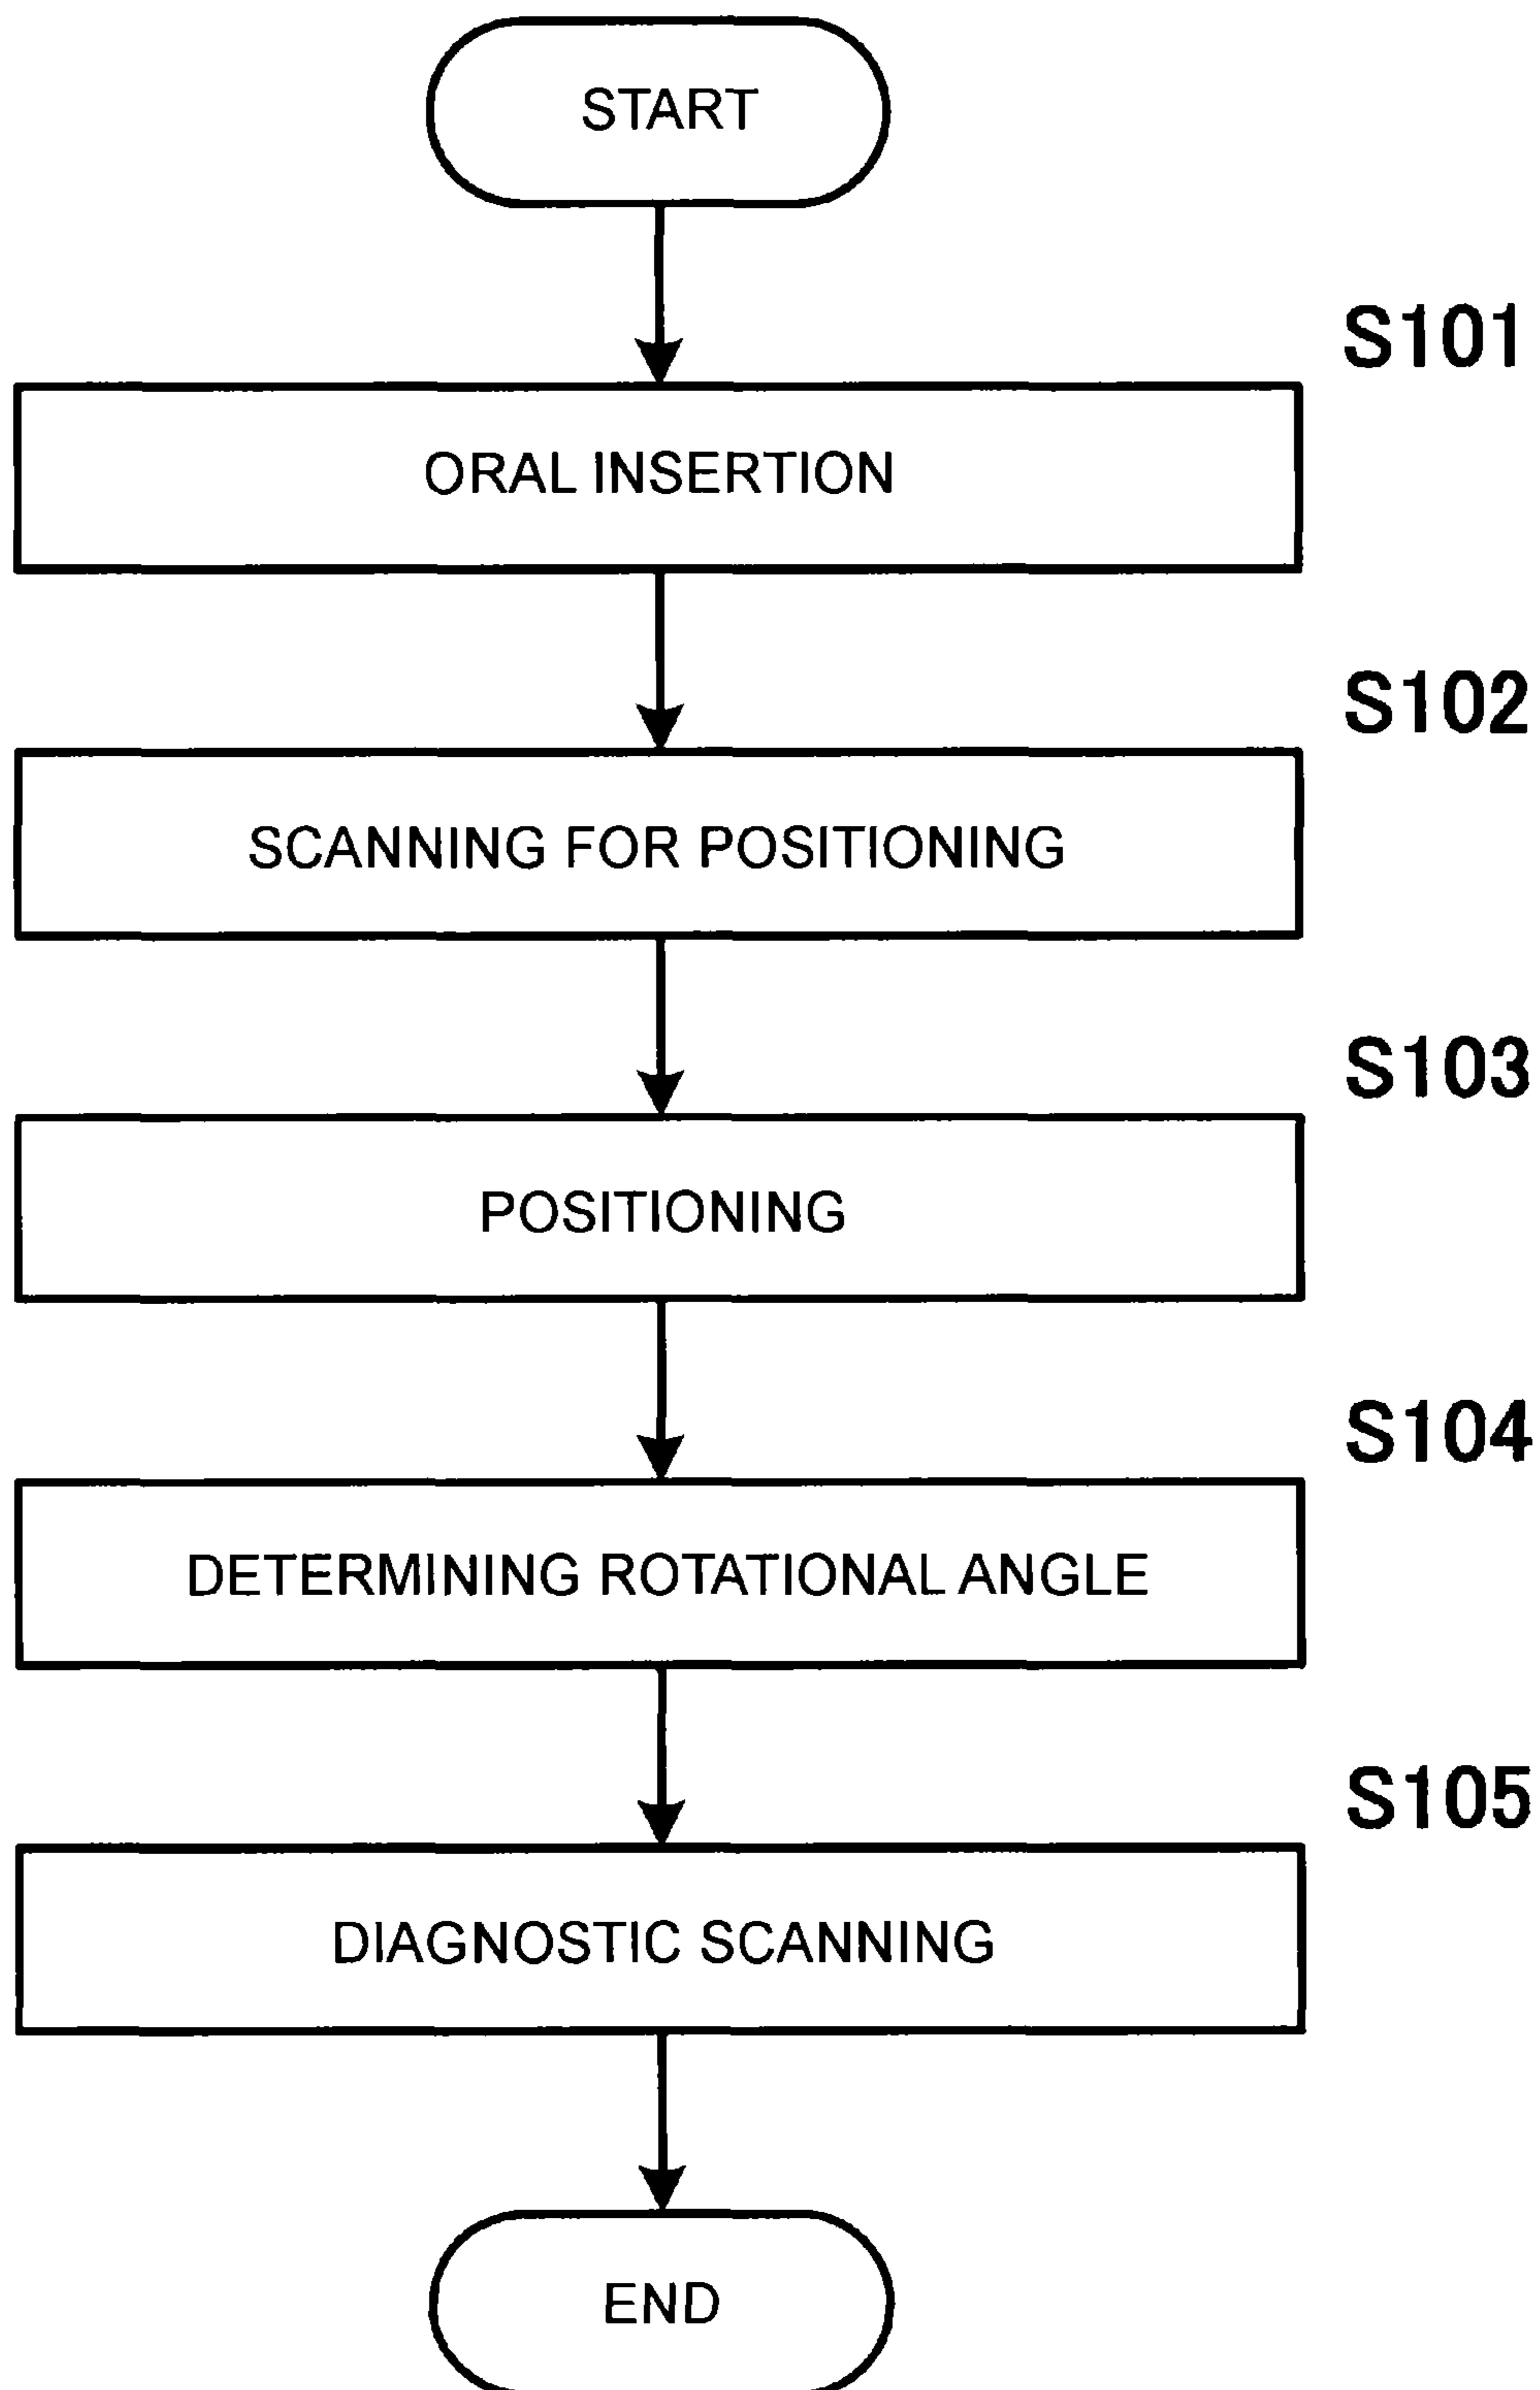 START
S101
ORAL INSERTION
S102
SCANNING FOR POSITIONING
S103
POSITIONING
S104
DETERMINING ROTATIONAL ANGLE
S105
DIAGNOSTIC SCANNING
END